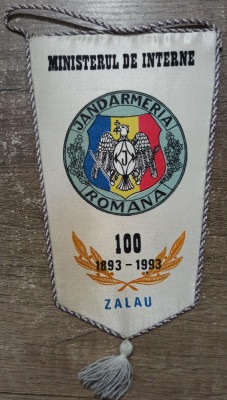 MINISTERUL DE INTERNE
JANDARMERIA
ROMANA
J
100
1893-1993
ZALAU